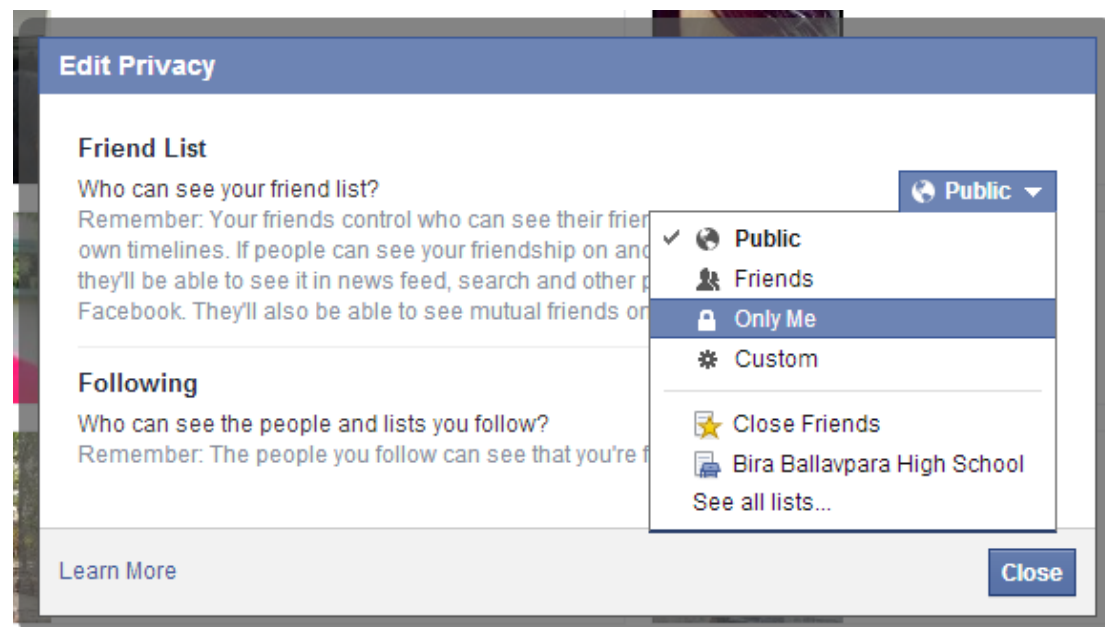 Edit Privacy
Friend List
Who can see your friend list?
Public
Remember: Your friends control who can see their frien
own timelines. If people can see your friendship on ano
they'll be able to see it in news feed, search and other p
Facebook. They'll also be able to see mutual friends on
Public
Friends
Only Me
Custom
Following
Who can see the people and lists you follow?
Remember: The people you follow can see that you're f
Close Friends
Bira Ballavpara High School
See all lists...
Learn More
Close